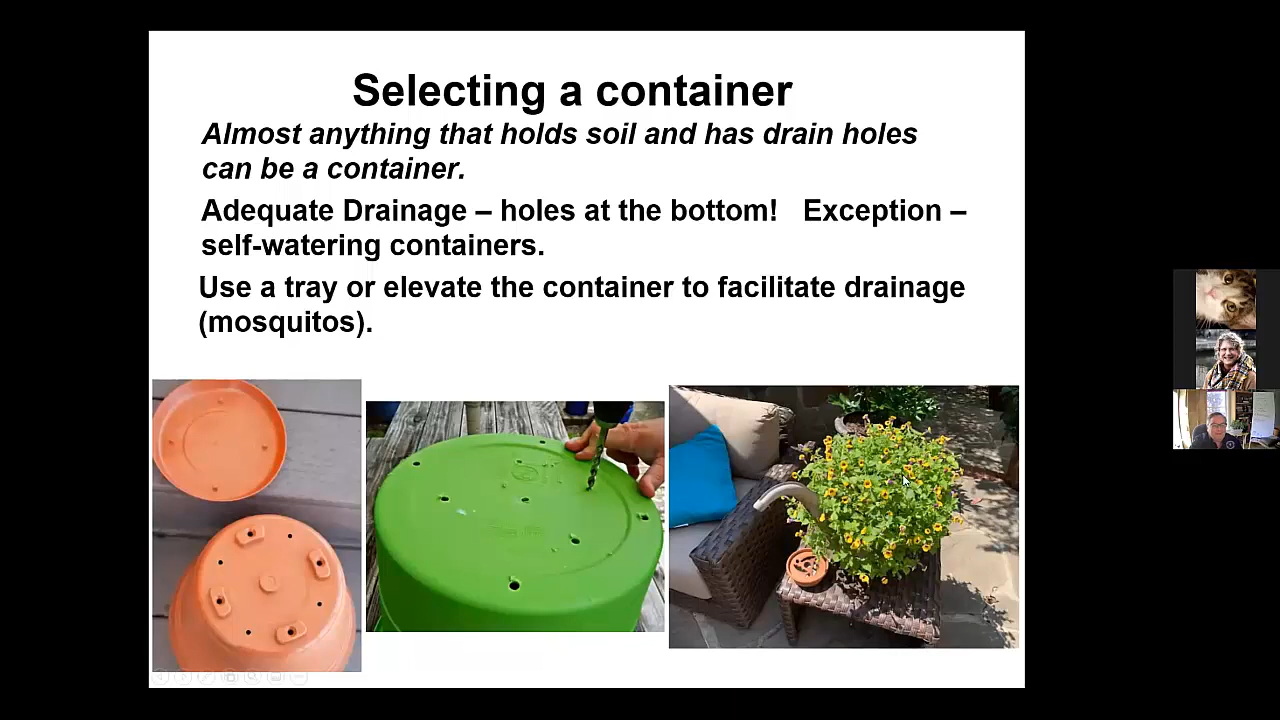 Selecting a container
Almost anything that holds soil and has drain holes
can be a container.
Adequate Drainage – holes at the bottom!   Exception –
self-watering containers.
Use a tray or elevate the container to facilitate drainage
(mosquitos).